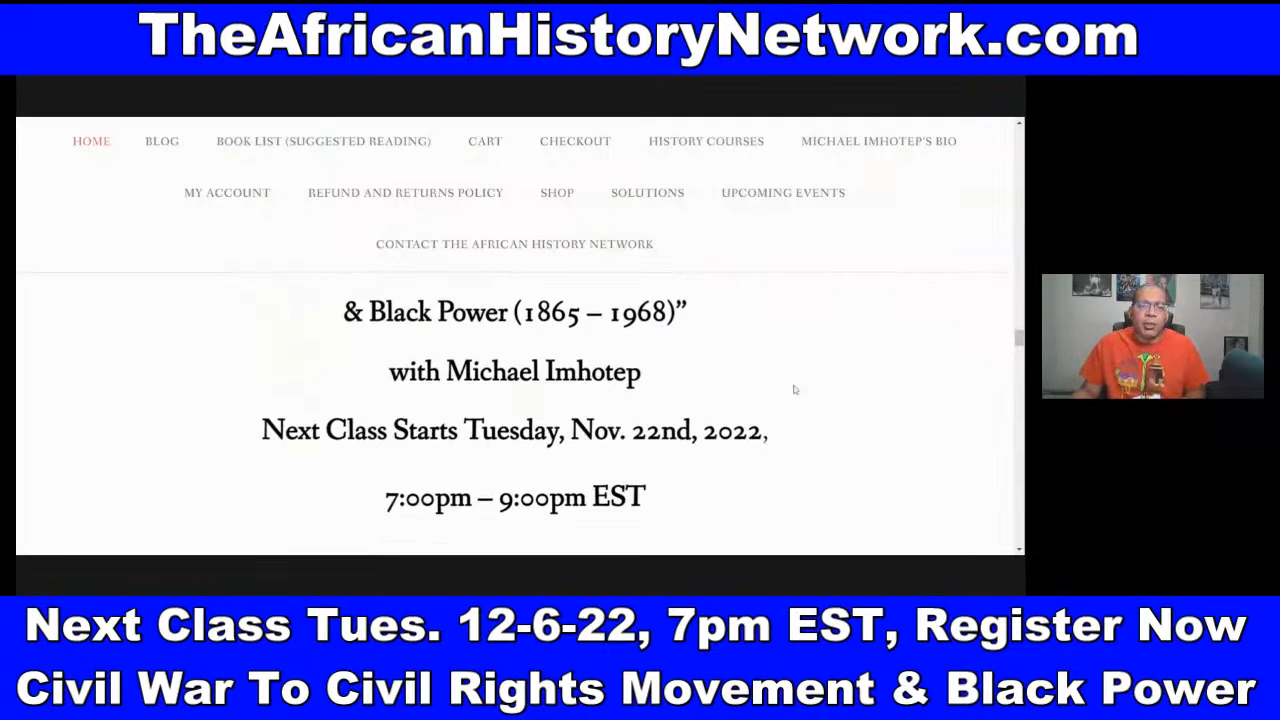 TheAfricanHistoryNetwork.com
HOME BLOG BOOK LIST (SUGGESTED READING) CART CHECKOUT HISTORY COURSES MICHAEL IMHOTEP'S BIO
MY ACCOUNT REFUND AND RETURNS POLICY SHOP SOLUTIONS UPCOMING EVENTS
CONTACT THE AFRICAN HISTORY NETWORK
& Black Power (1865 – 1968)”
with Michael Imhotep
Next Class Starts Tuesday, Nov. 22nd, 2022,
7:00pm – 9:00pm EST
Next Class Tues. 12-6-22, 7pm EST, Register Now
Civil War To Civil Rights Movement & Black Power